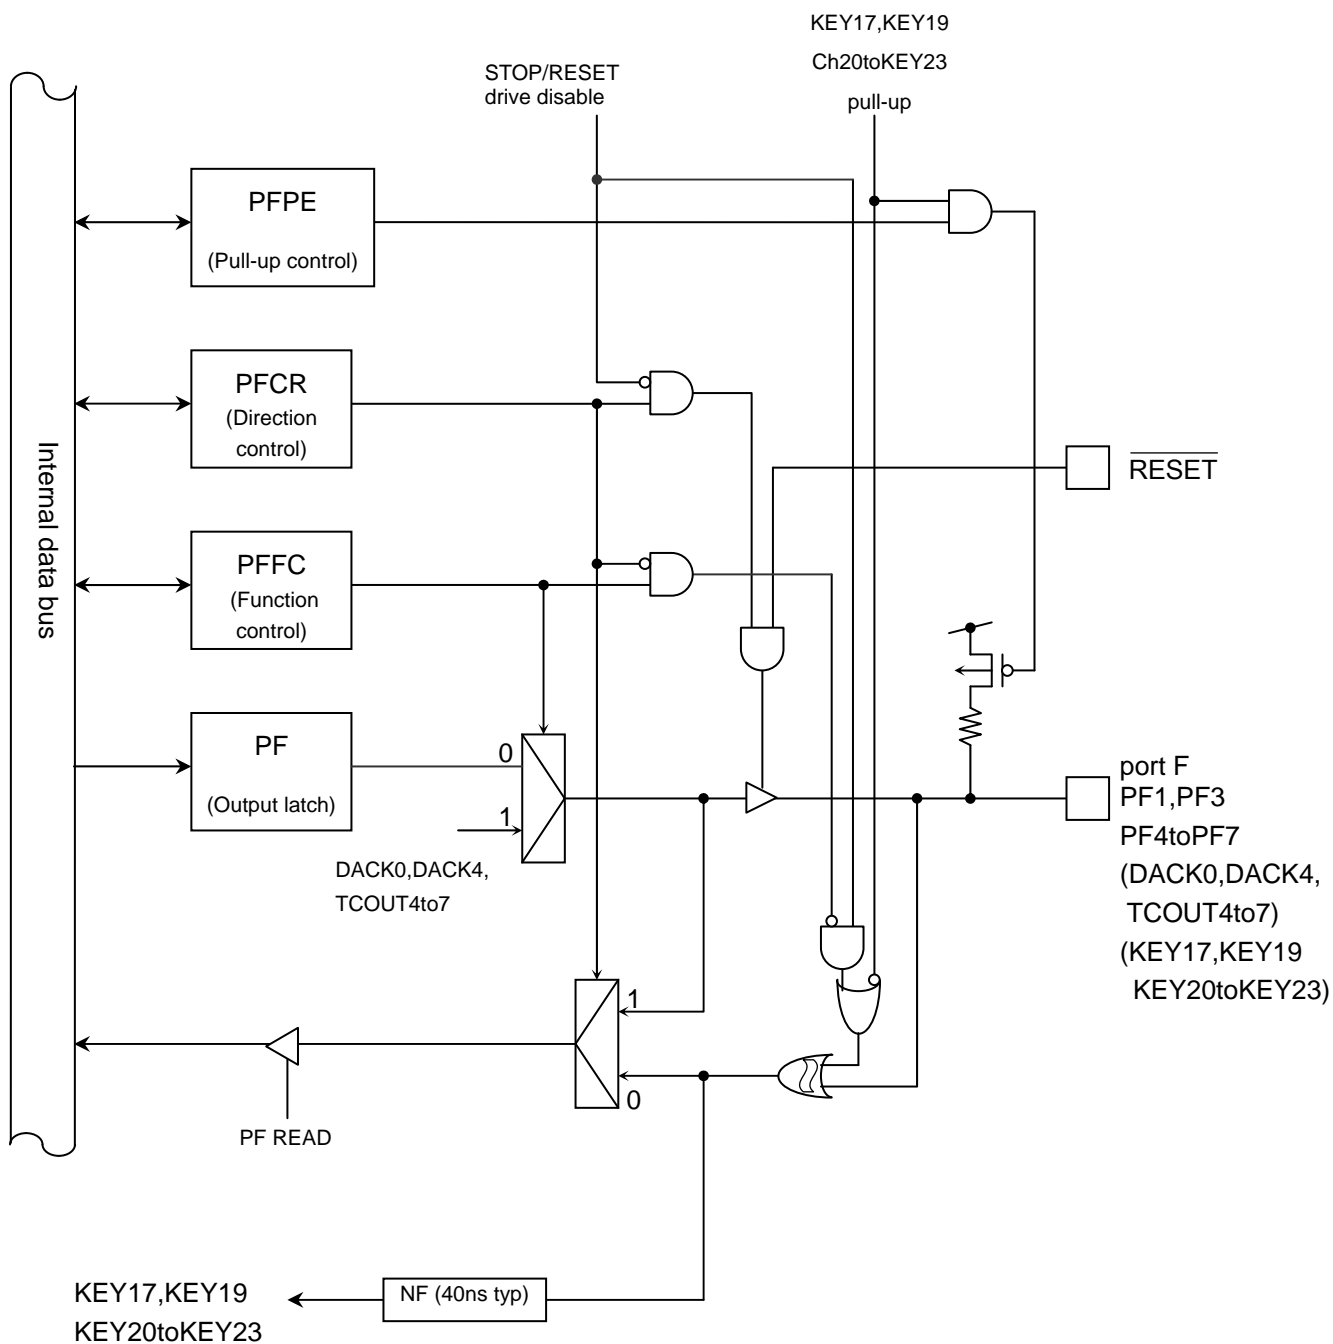 KEY17,KEY19
Ch20toKEY23
pull-up
STOP/RESET
drive disable
PFPE
(Pull-up control)
PFCR
(Direction
control)
Internal data bus
RESET
PFFC
(Function
control)
PF
(Output latch)
0
1
DACK0,DACK4,
TCOUT4to7
port F
PF1,PF3
PF4toPF7
(DACK0,DACK4,
TCOUT4to7)
(KEY17,KEY19
KEY20toKEY23)
1
0
PF READ
NF (40ns typ)
KEY17,KEY19
KEY20toKEY23